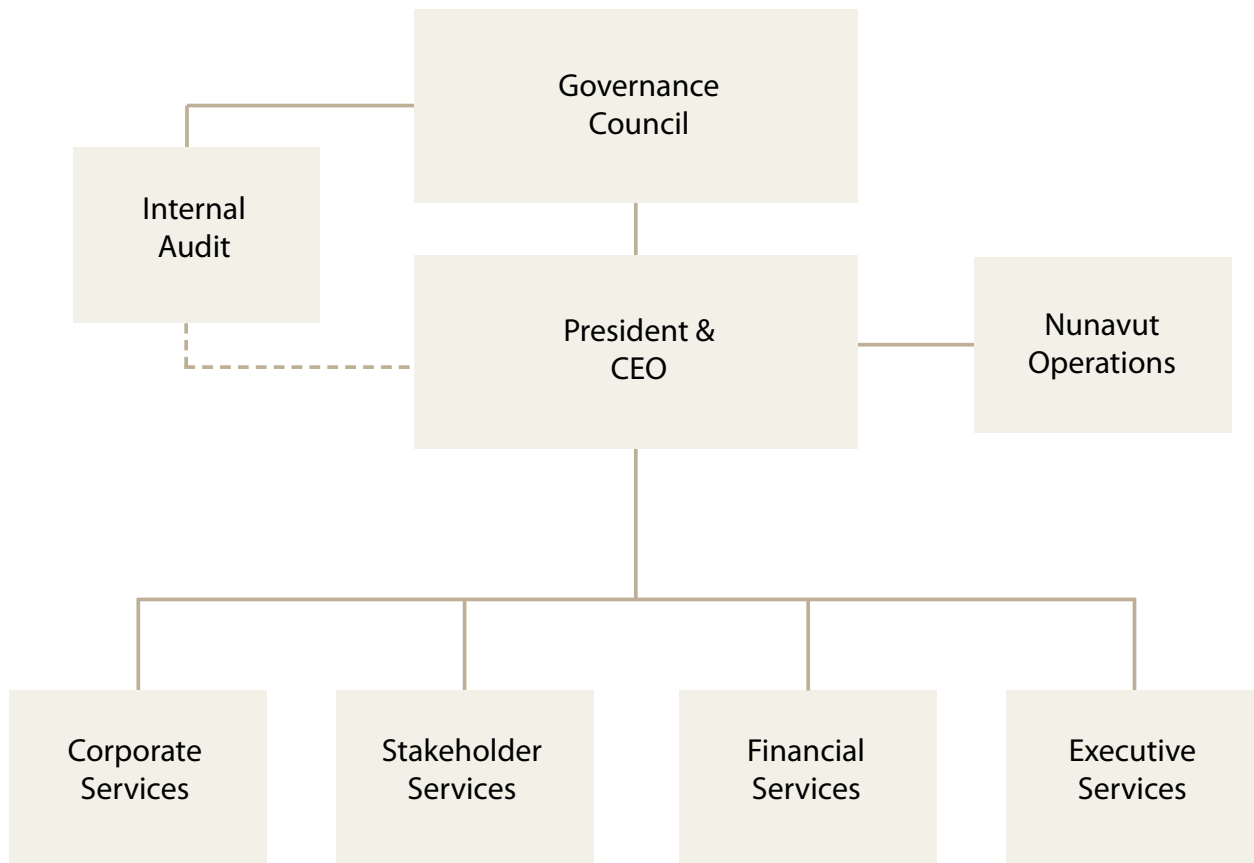 Governance
Council
Internal
Audit
President &
CEO
Nunavut
Operations
Corporate
Services
Stakeholder
Services
Financial
Services
Executive
Services